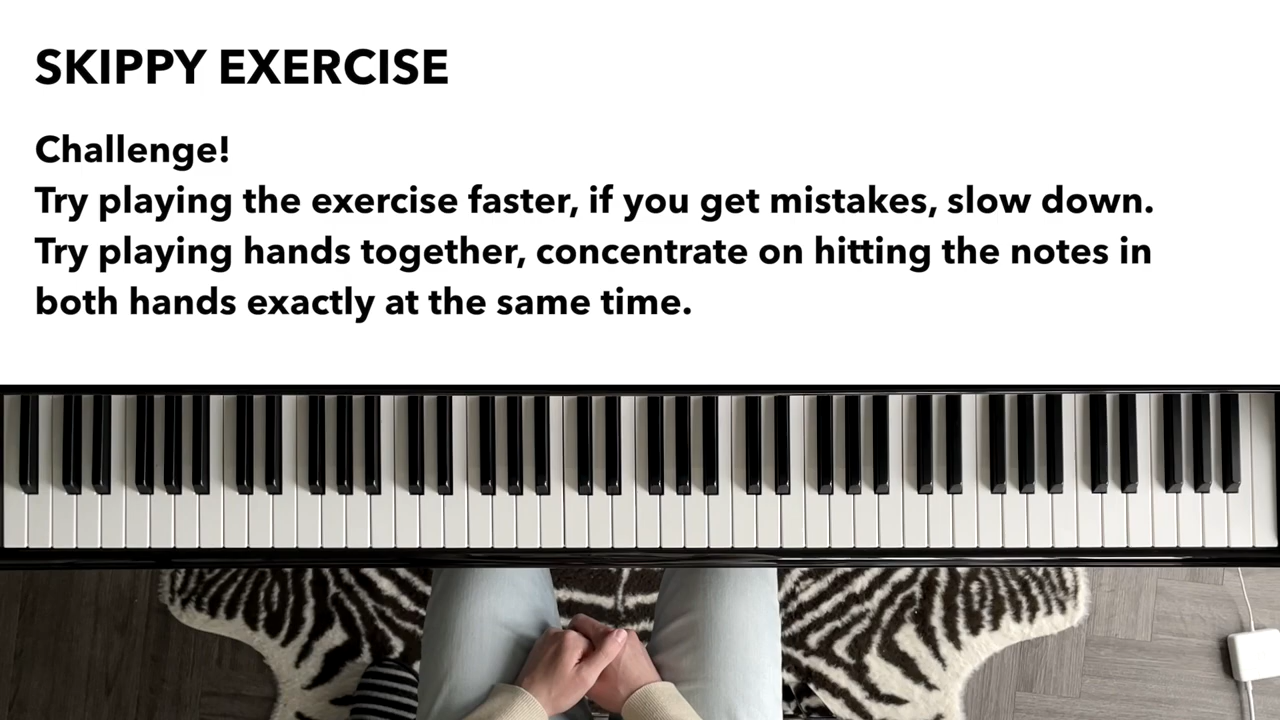 SKIPPY EXERCISE
Challenge!
Try playing the exercise faster, if you get mistakes, slow down.
Try playing hands together, concentrate on hitting the notes in
both hands exactly at the same time.